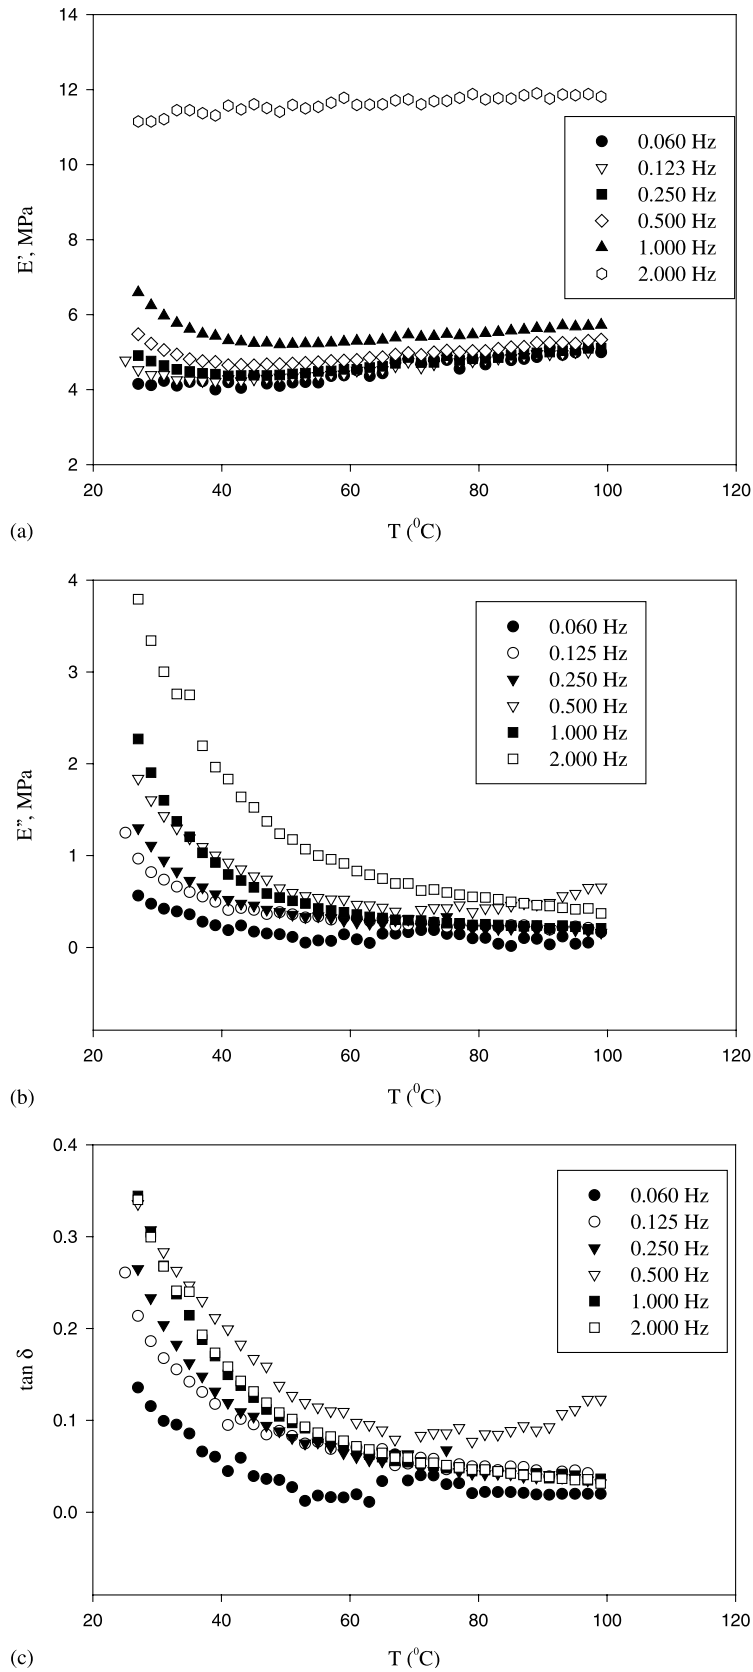 14
12
10
8
6
4
2
E', MPa
0.060 Hz
0.123 Hz
0.250 Hz
0.500 Hz
1.000 Hz
2.000 Hz
20 40 60 80 100 120
(a)
T (⁰C)
4
3
2
1
0
E'', MPa
0.060 Hz
0.125 Hz
0.250 Hz
0.500 Hz
1.000 Hz
2.000 Hz
20 40 60 80 100 120
(b)
T (⁰C)
0.4
0.3
0.2
0.1
0.0
tan δ
0.060 Hz
0.125 Hz
0.250 Hz
0.500 Hz
1.000 Hz
2.000 Hz
20 40 60 80 100 120
(c)
T (⁰C)